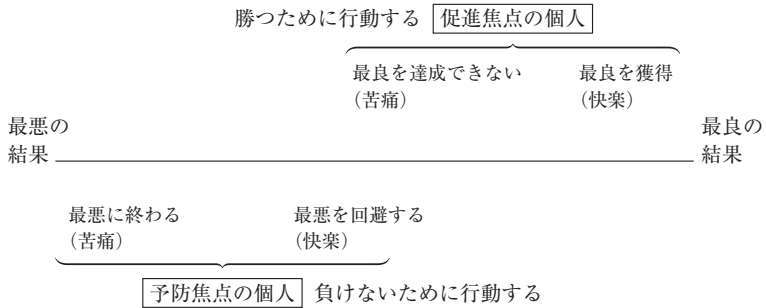 勝つために行動する 促進焦点の個人
最良を達成できない 最良を獲得
(苦痛) (快楽)
最悪の 最良の
結果 結果
最悪に終わる 最悪を回避する
(苦痛) (快楽)
予防焦点の個人 負けないために行動する